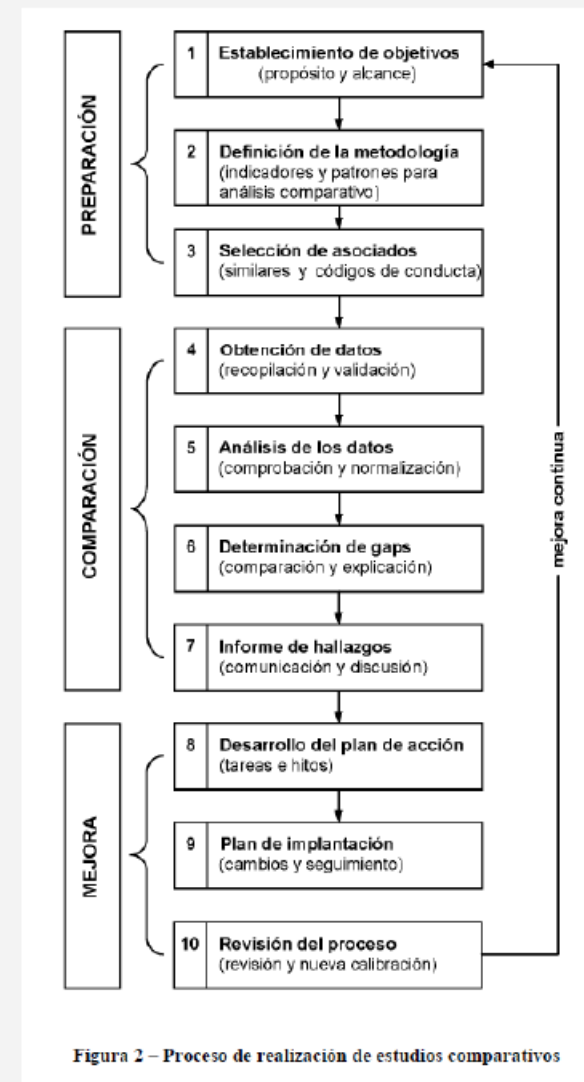 PREPARACIÓN
1 Establecimiento de objetivos
(propósito y alcance)
2 Definición de la metodología
(indicadores y patrones para
análisis comparativo)
3 Selección de asociados
(similares y códigos de conducta)
COMPARACIÓN
4 Obtención de datos
(recopilación y validación)
5 Análisis de los datos
(comprobación y normalización)
6 Determinación de gaps
(comparación y explicación)
7 Informe de hallazgos
(comunicación y discusión)
MEJORA
8 Desarrollo del plan de acción
(tareas e hitos)
9 Plan de implantación
(cambios y seguimiento)
10 Revisión del proceso
(revisión y nueva calibración)
mejora continua
Figura 2 – Proceso de realización de estudios comparativos